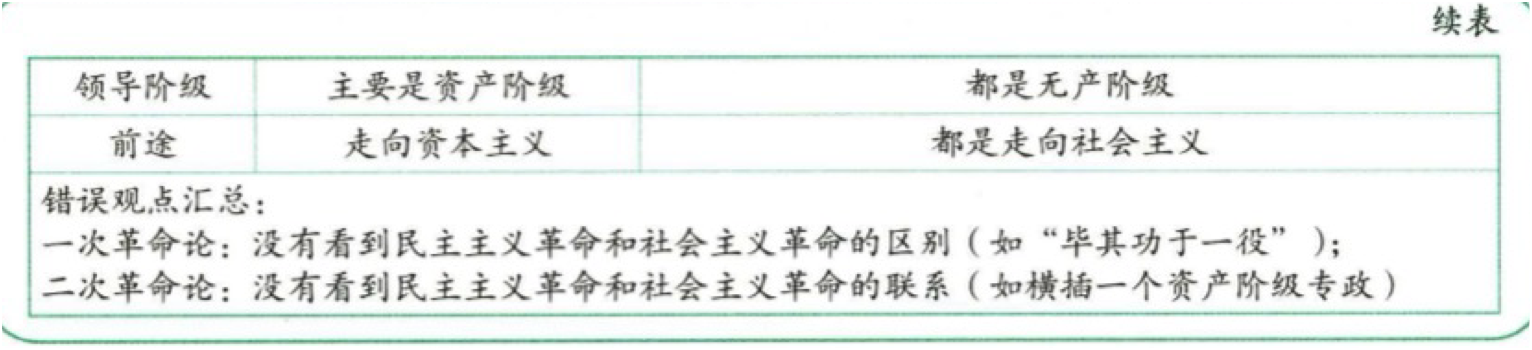 续表
领导阶级 主要是资产阶级 都是无产阶级
前途 走向资本主义 都是走向社会主义
错误观点汇总：
一次革命论：没有看到民主主义革命和社会主义革命的区别（如“毕其功于一役”）；
二次革命论：没有看到民主主义革命和社会主义革命的联系（如横插一个资产阶级专政）